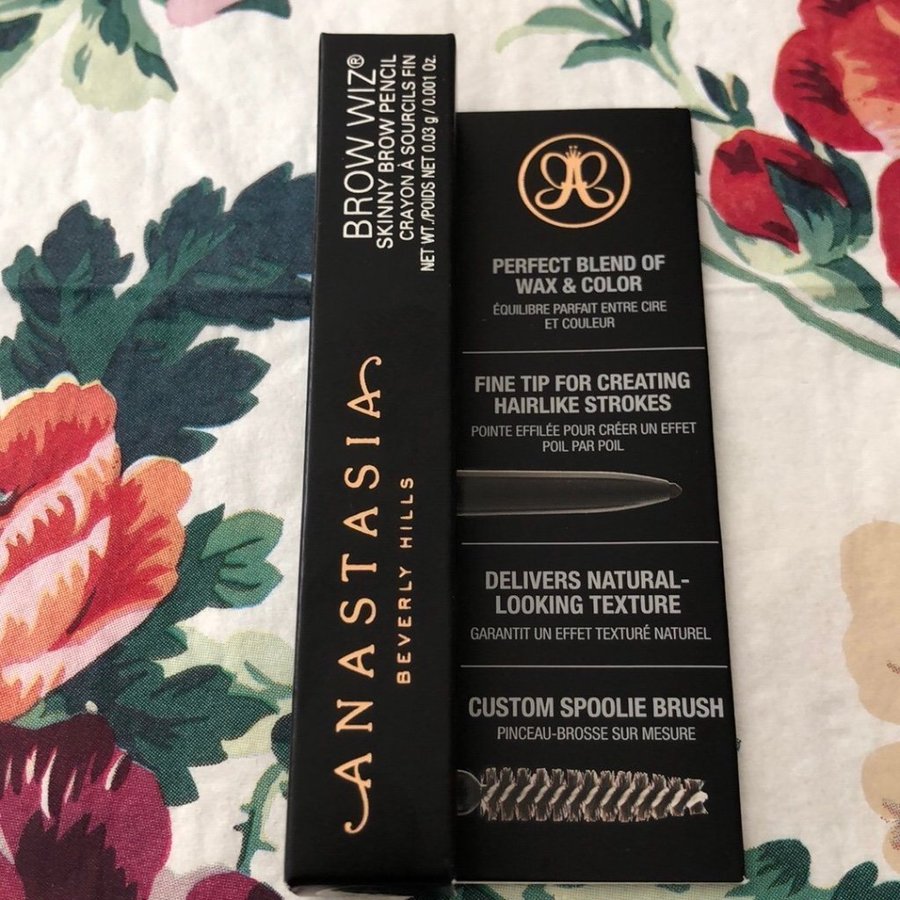 BROW WIZ®
SKINNY BROW PENCIL
CRAYON À SOURCILS FIN
NET WT./POIDS NET 0.03 g / 0.001 Oz.
ANASTASIA
BEVERLY HILLS
PERFECT BLEND OF
WAX & COLOR
ÉQUILIBRE PARFAIT ENTRE CIRE
ET COULEUR
FINE TIP FOR CREATING
HAIRLIKE STROKES
POINTE EFFILÉE POUR CRÉER UN EFFET
POIL PAR POIL
DELIVERS NATURAL-
LOOKING TEXTURE
GARANTIT UN EFFET TEXTURÉ NATUREL
CUSTOM SPOOLIE BRUSH
PINCEAU-BROSSE SUR MESURE